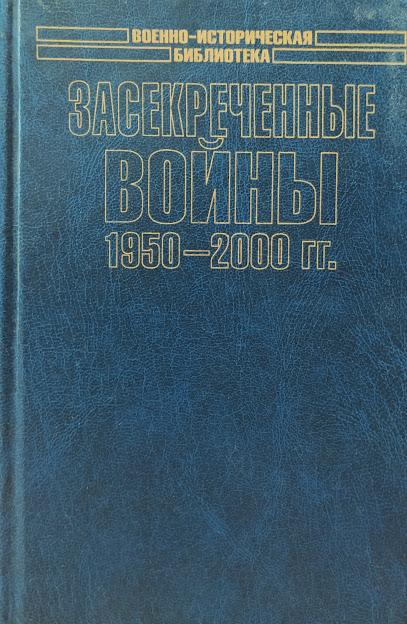 ВОЕННО-ИСТОРИЧЕСКАЯ
БИБЛИОТЕКА
ЗАСЕКРЕЧЕННЫЕ
ВОЙНЫ
1950–2000 гг.